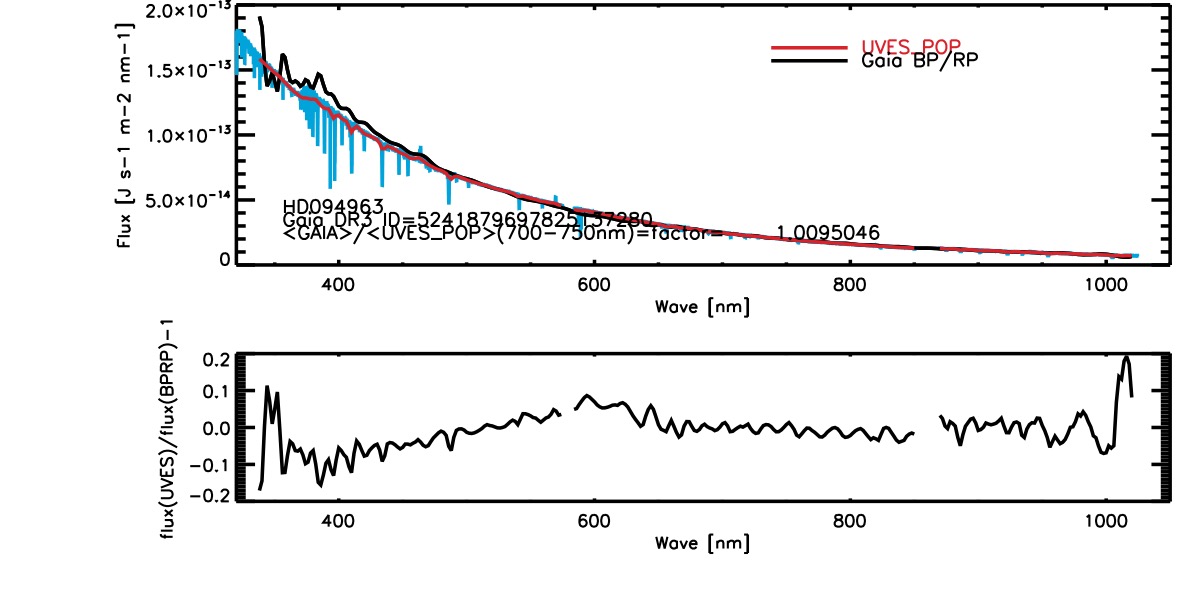 2.0×10⁻¹³
1.5×10⁻¹³
1.0×10⁻¹³
5.0×10⁻¹⁴
0
Flux [J s−1 m−2 nm−1]
UVES_POP
Gaia BP/RP
HD094963
Gaia DR3 ID=5241879697825157280
<GAIA>/<UVES_POP>(700−750nm)=factor= 1.0095046
400 600 800 1000
Wave [nm]
0.2
0.1
0.0
−0.1
−0.2
flux(UVES)/flux(BPRP)−1
400 600 800 1000
Wave [nm]